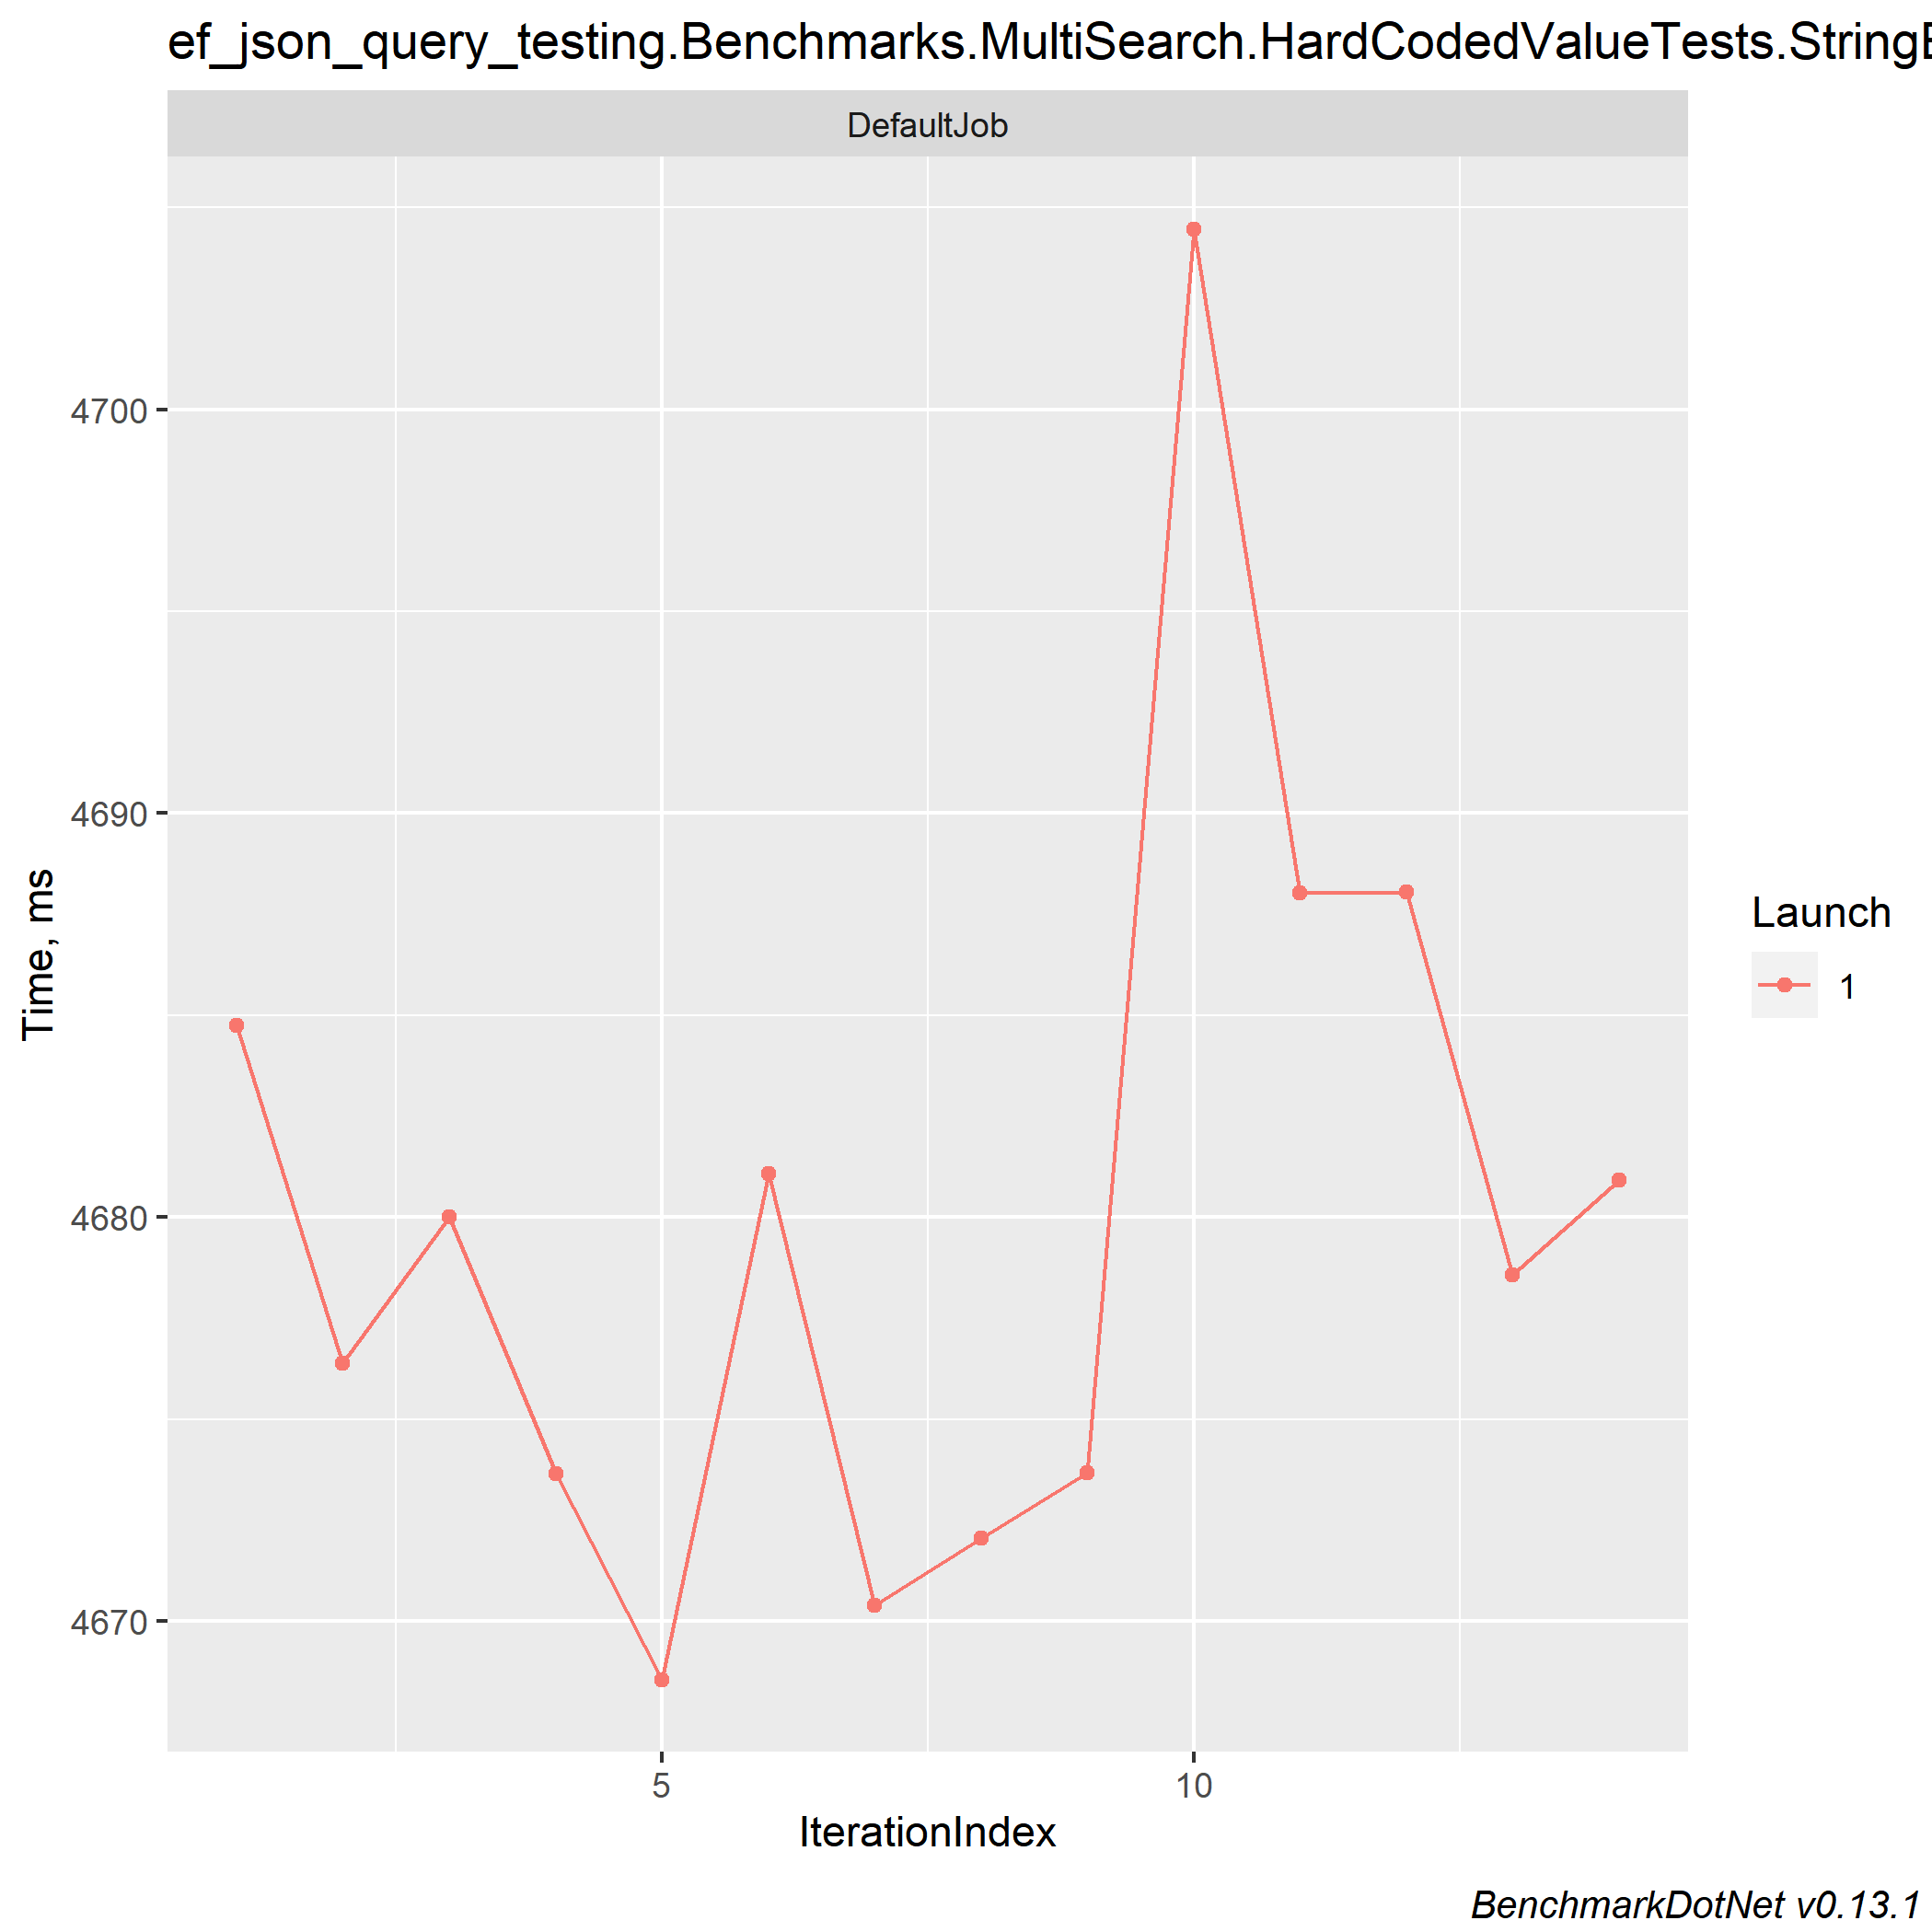 ef_json_query_testing.Benchmarks.MultiSearch.HardCodedValueTests.String
DefaultJob
4700
4690
4680
4670
Time, ms
5
10
IterationIndex
Launch
1
BenchmarkDotNet v0.13.1